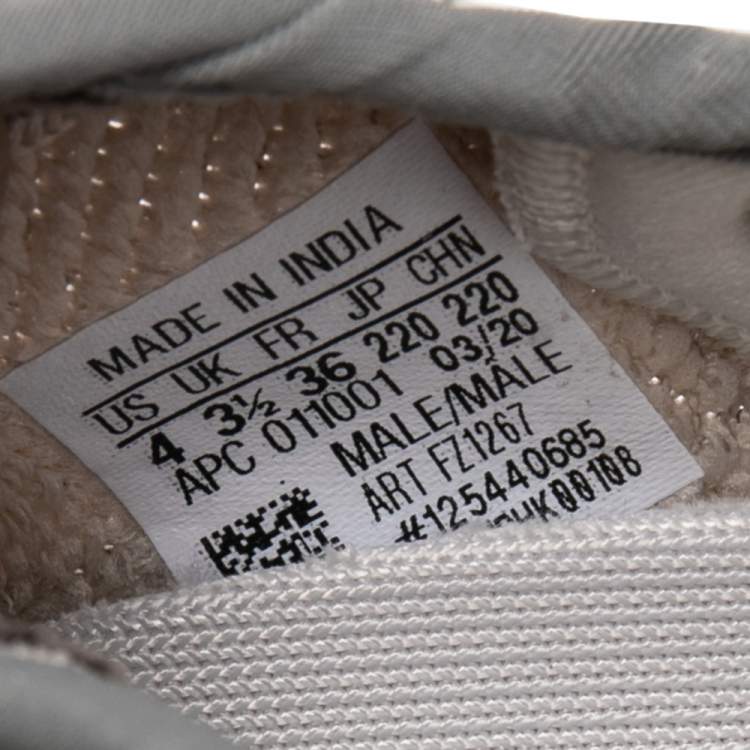 MADE IN INDIA
US UK FR JP CHN
4 3½ 36 220 220
APC 011001 03/20
MALE/MÂLE
ART FZ1267
#125440685